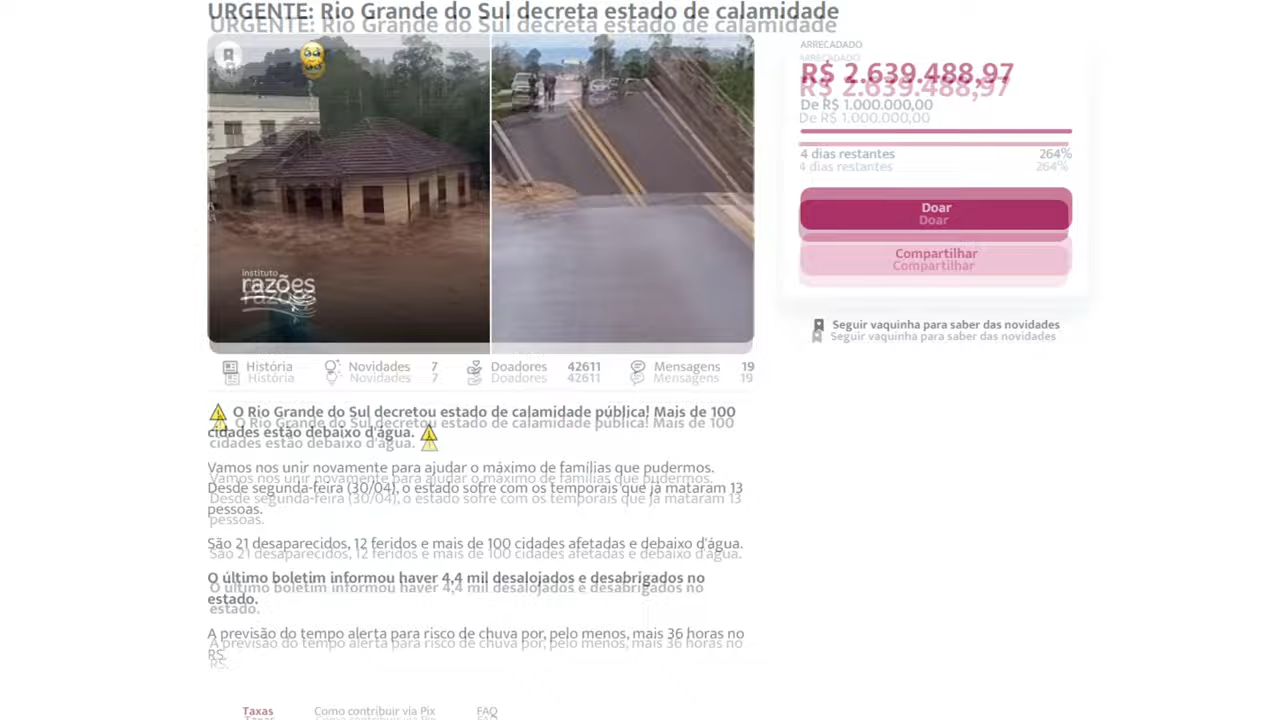 URGENTE: Rio Grande do Sul decreta estado de calamidade
instituto
razões
ARRECADADO
R$ 2.639.488,97
De R$ 1.000.000,00
4 dias restantes 264%
Doar
Compartilhar
Seguir vaquinha para saber das novidades
História Novidades 7 Doadores 42611 Mensagens 19
⚠️ O Rio Grande do Sul decretou estado de calamidade pública! Mais de 100
cidades estão debaixo d'água. ⚠️
Vamos nos unir novamente para ajudar o máximo de famílias que pudermos.
Desde segunda-feira (30/04), o estado sofre com os temporais que já mataram 13
pessoas.
São 21 desaparecidos, 12 feridos e mais de 100 cidades afetadas e debaixo d'água.
O último boletim informou haver 4,4 mil desalojados e desabrigados no
estado.
A previsão do tempo alerta para risco de chuva por, pelo menos, mais 36 horas no
RS.
Taxas Como contribuir via Pix FAQ